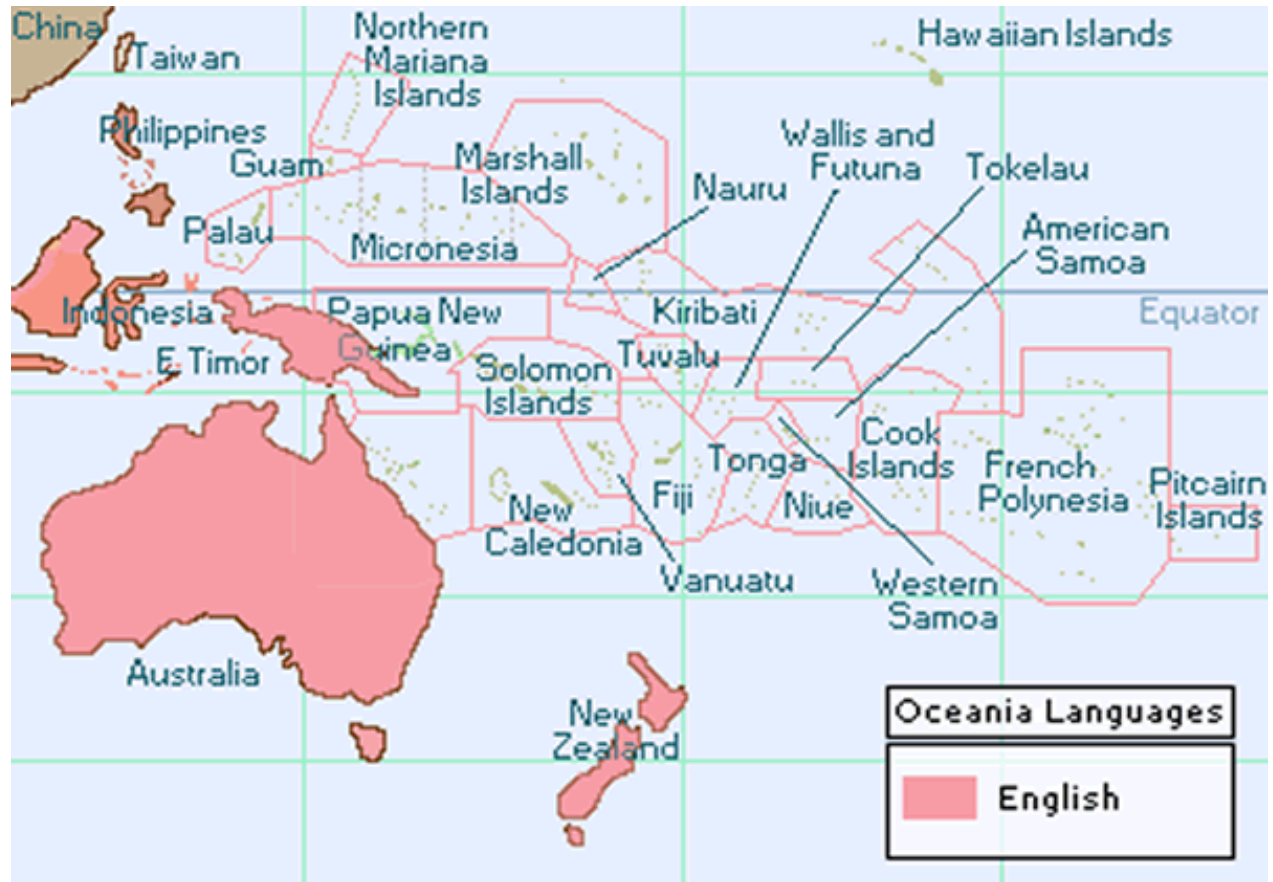 China
Taiwan
Northern
Mariana
Islands
Hawaiian Islands
Philippines
Guam
Marshall
Islands
Wallis and
Futuna
Tokelau
Nauru
Palau
Micronesia
American
Samoa
Indonesia
Papua New
Guinea
Kiribati
Equator
E Timor
Solomon
Islands
Tuvalu
Cook
Islands
Tonga
French
Polynesia
Pitcairn
Islands
Fiji
Niue
New
Caledonia
Vanuatu
Western
Samoa
Australia
New
Zealand
Oceania Languages
English